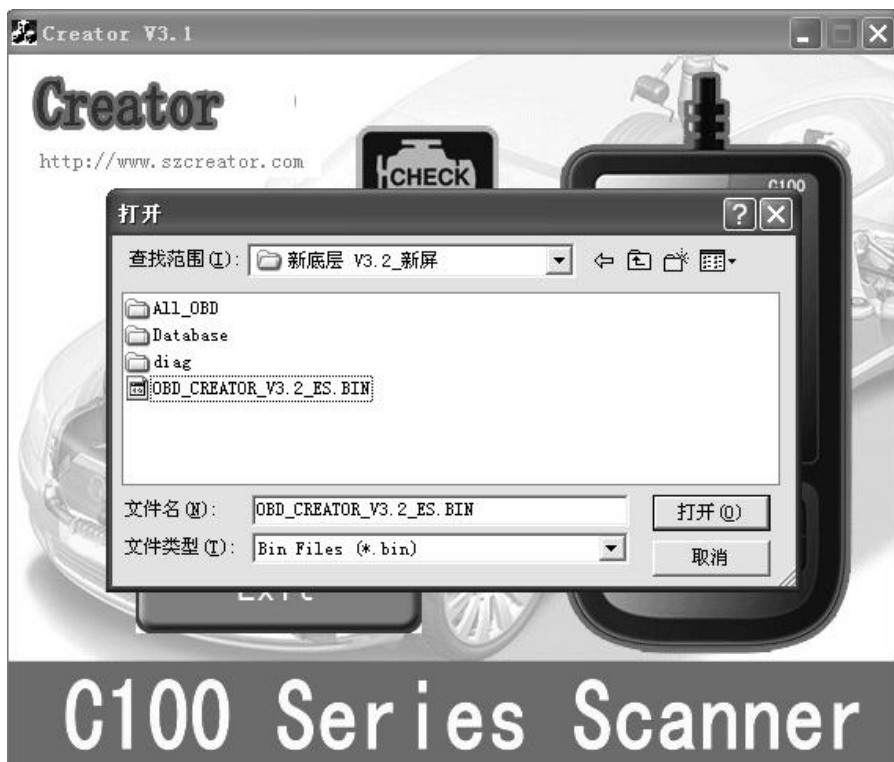 Creator V3.1
Creator
http://www.szcreator.com
CHECK
C100
打开
查找范围(I):
新底层 V3.2_新屏
All_OBD
Database
diag
OBD_CREATOR_V3.2_ES.BIN
文件名(N):
OBD_CREATOR_V3.2_ES.BIN
打开(O)
文件类型(T):
Bin Files (*.bin)
取消
Exit
C100 Series Scanner